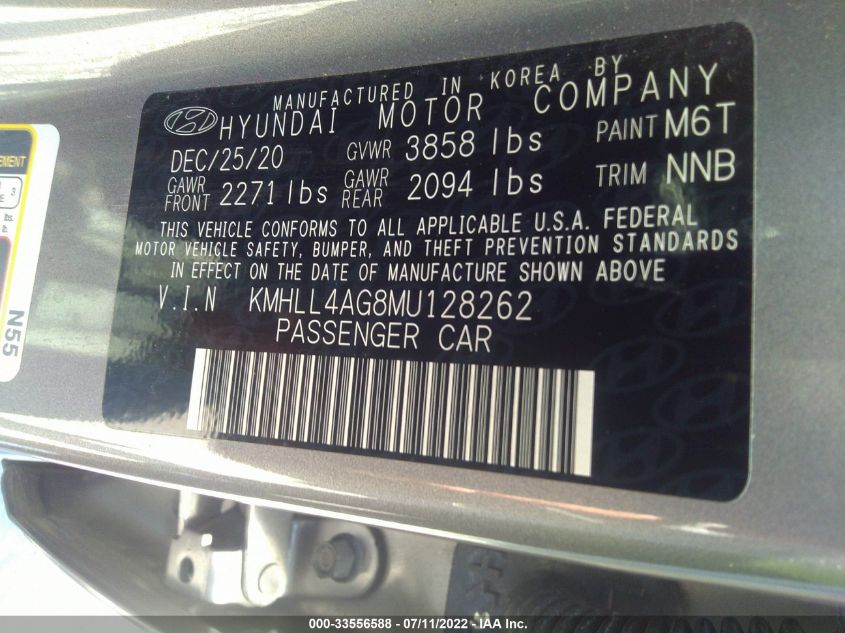 MANUFACTURED IN KOREA BY
HYUNDAI MOTOR COMPANY
DEC/25/20 GVWR 3858 lbs PAINT M6T
GAWR FRONT 2271 lbs GAWR REAR 2094 lbs TRIM NNB
THIS VEHICLE CONFORMS TO ALL APPLICABLE U.S.A. FEDERAL
MOTOR VEHICLE SAFETY, BUMPER, AND THEFT PREVENTION STANDARDS
IN EFFECT ON THE DATE OF MANUFACTURE SHOWN ABOVE
V.I.N KMHLL4AG8MU128262
PASSENGER CAR
EMENT
3
lbs.
N55
000-33556588 - 07/11/2022 - IAA Inc.